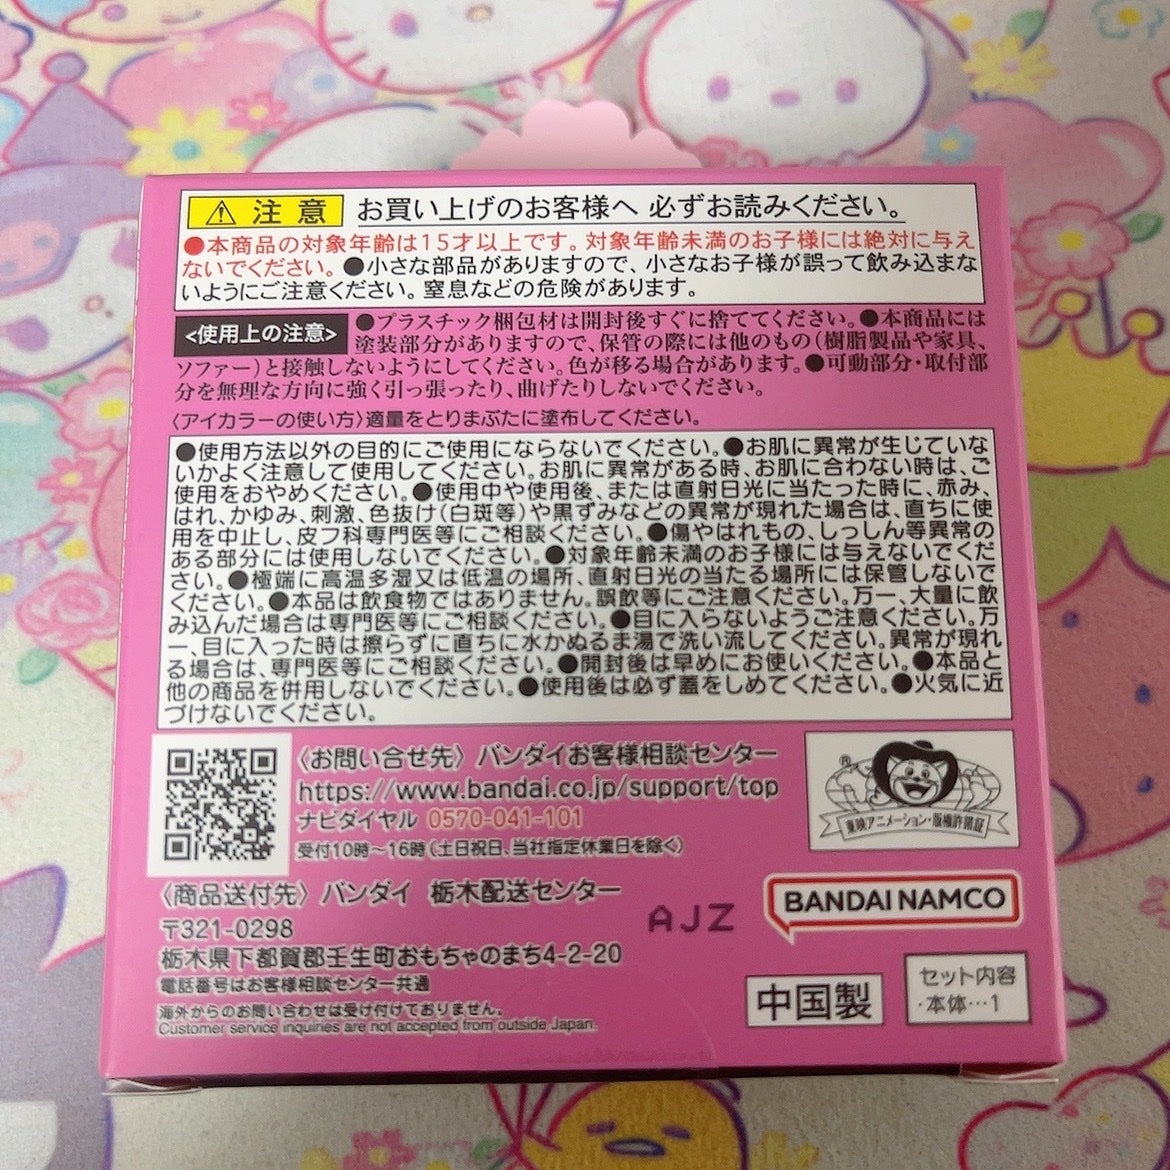 ⚠ 注意 お買い上げのお客様へ 必ずお読みください。
●本商品の対象年齢は15才以上です。対象年齢未満のお子様には絶対に与え
ないでください。●小さな部品がありますので、小さなお子様が誤って飲み込まな
いようにご注意ください。窒息などの危険があります。
<使用上の注意> ●プラスチック梱包材は開封後すぐに捨ててください。●本商品には
塗装部分がありますので、保管の際には他のもの(樹脂製品や家具、
ソファー)と接触しないようにしてください。色が移る場合があります。●可動部分・取付部
分を無理な方向に強く引っ張ったり、曲げたりしないでください。
〈アイカラーの使い方〉適量をとりまぶたに塗布してください。
●使用方法以外の目的にご使用にならないでください。●お肌に異常が生じていな
いかよく注意して使用してください。お肌に異常がある時、お肌に合わない時は、ご
使用をおやめください。●使用中や使用後、または直射日光に当たった時に、赤み、
はれ、かゆみ、刺激、色抜け(白斑等)や黒ずみなどの異常が現れた場合は、直ちに使
用を中止し、皮フ科専門医等にご相談ください。●傷やはれもの、しっしん等異常の
ある部分には使用しないでください。●対象年齢未満のお子様には与えないでくだ
さい。●極端に高温多湿又は低温の場所、直射日光の当たる場所には保管しないで
ください。●本品は飲食物ではありません。誤飲等にご注意ください。万一、大量に飲
み込んだ場合は専門医等にご相談ください。●目に入らないようご注意ください。万
一、目に入った時は擦らずに直ちに水かぬるま湯で洗い流してください。異常が現れ
る場合は、専門医等にご相談ください。●開封後は早めにお使いください。●本品と
他の商品を併用しないでください。●使用後は必ず蓋をしめてください。●火気に近
づけないでください。
〈お問い合せ先〉バンダイお客様相談センター
https://www.bandai.co.jp/support/top
ナビダイヤル 0570-041-101
受付10時~16時(土日祝日、当社指定休業日を除く)
®
東映アニメーション・版権許諾証
〈商品送付先〉バンダイ 栃木配送センター
〒321-0298
栃木県下都賀郡壬生町おもちゃのまち4-2-20
電話番号はお客様相談センター共通
海外からのお問い合わせは受け付けておりません。
Customer service inquiries are not accepted from outside Japan.
AJZ
BANDAI NAMCO
中国製
セット内容
・本体…1